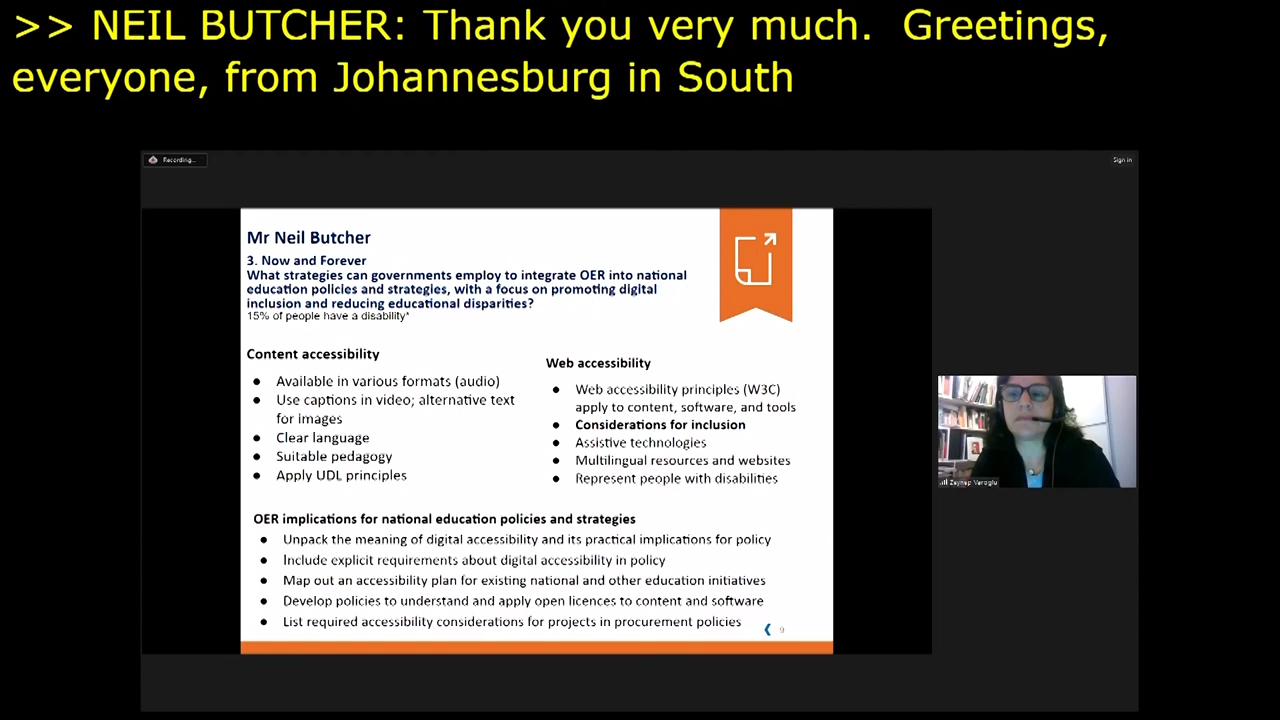 >> NEIL BUTCHER: Thank you very much.  Greetings,
everyone, from Johannesburg in South
Recording...
Sign in
Mr Neil Butcher
3. Now and Forever
What strategies can governments employ to integrate OER into national
education policies and strategies, with a focus on promoting digital
inclusion and reducing educational disparities?
15% of people have a disability*
Content accessibility
● Available in various formats (audio)
● Use captions in video; alternative text
for images
● Clear language
● Suitable pedagogy
● Apply UDL principles
Web accessibility
● Web accessibility principles (W3C)
apply to content, software, and tools
● Considerations for inclusion
● Assistive technologies
● Multilingual resources and websites
● Represent people with disabilities
OER implications for national education policies and strategies
● Unpack the meaning of digital accessibility and its practical implications for policy
● Include explicit requirements about digital accessibility in policy
● Map out an accessibility plan for existing national and other education initiatives
● Develop policies to understand and apply open licences to content and software
● List required accessibility considerations for projects in procurement policies
9
Zeynep Varoglu